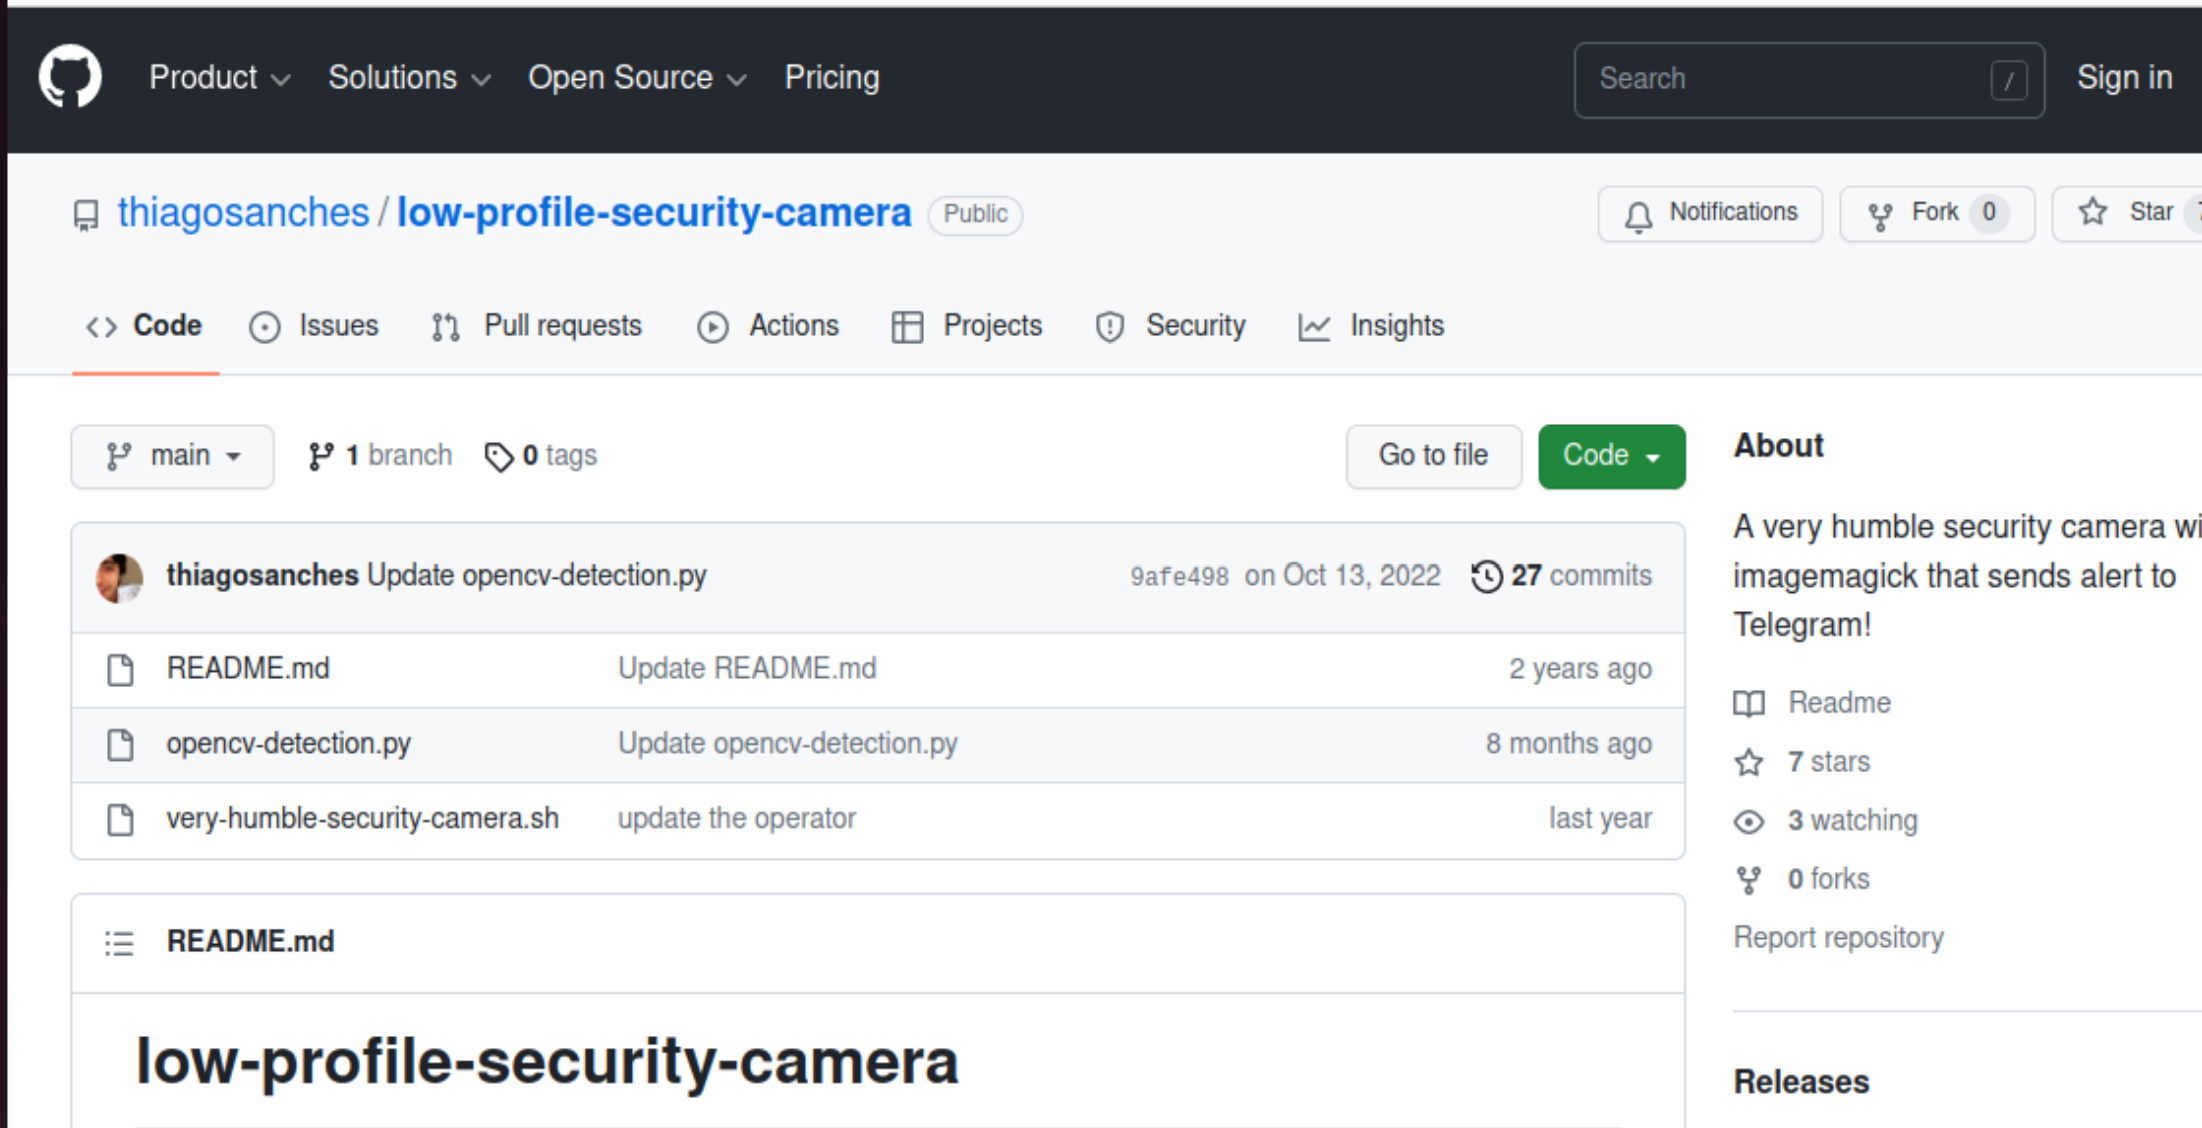 Product Solutions Open Source Pricing Search / Sign in
thiagosanches / low-profile-security-camera Public Notifications Fork 0 Star
Code Issues Pull requests Actions Projects Security Insights
main 1 branch 0 tags Go to file Code
thiagosanches Update opencv-detection.py 9afe498 on Oct 13, 2022 27 commits
README.md Update README.md 2 years ago
opencv-detection.py Update opencv-detection.py 8 months ago
very-humble-security-camera.sh update the operator last year
README.md
low-profile-security-camera
About
A very humble security camera wi
imagemagick that sends alert to
Telegram!
Readme
7 stars
3 watching
0 forks
Report repository
Releases